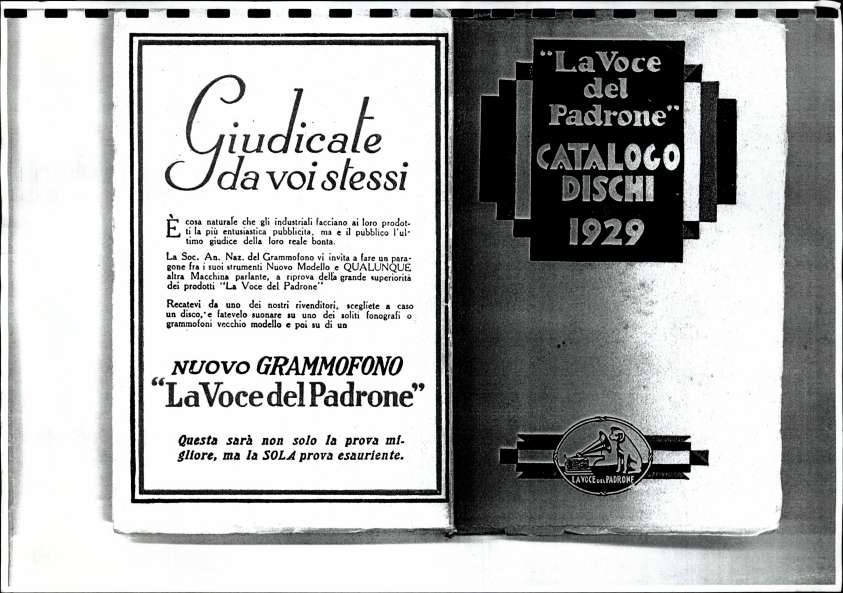 Giudicate
da voi stessi
È cosa naturale che gli industriali facciano ai loro prodot-
ti la più entusiastica pubblicita, ma e il pubblico l'ul-
timo giudice della loro reale bonta.
La Soc. An. Naz. del Grammofono vi invita a fare un para-
gone fra i suoi strumenti Nuovo Modello e QUALUNQUE
altra Macchina parlante, a riprova della grande superiorità
dei prodotti "La Voce del Padrone"
Recatevi da uno dei nostri rivenditori, scegliete a caso
un disco, e fatevelo suonare su uno dei soliti fonografi o
grammofoni vecchio modello e poi su di un
NUOVO GRAMMOFONO
"La Voce del Padrone"
Questa sarà non solo la prova mi-
gliore, ma la SOLA prova esauriente.
"La Voce
del
Padrone"
CATALOGO
DISCHI
1929
LA VOCE DEL PADRONE